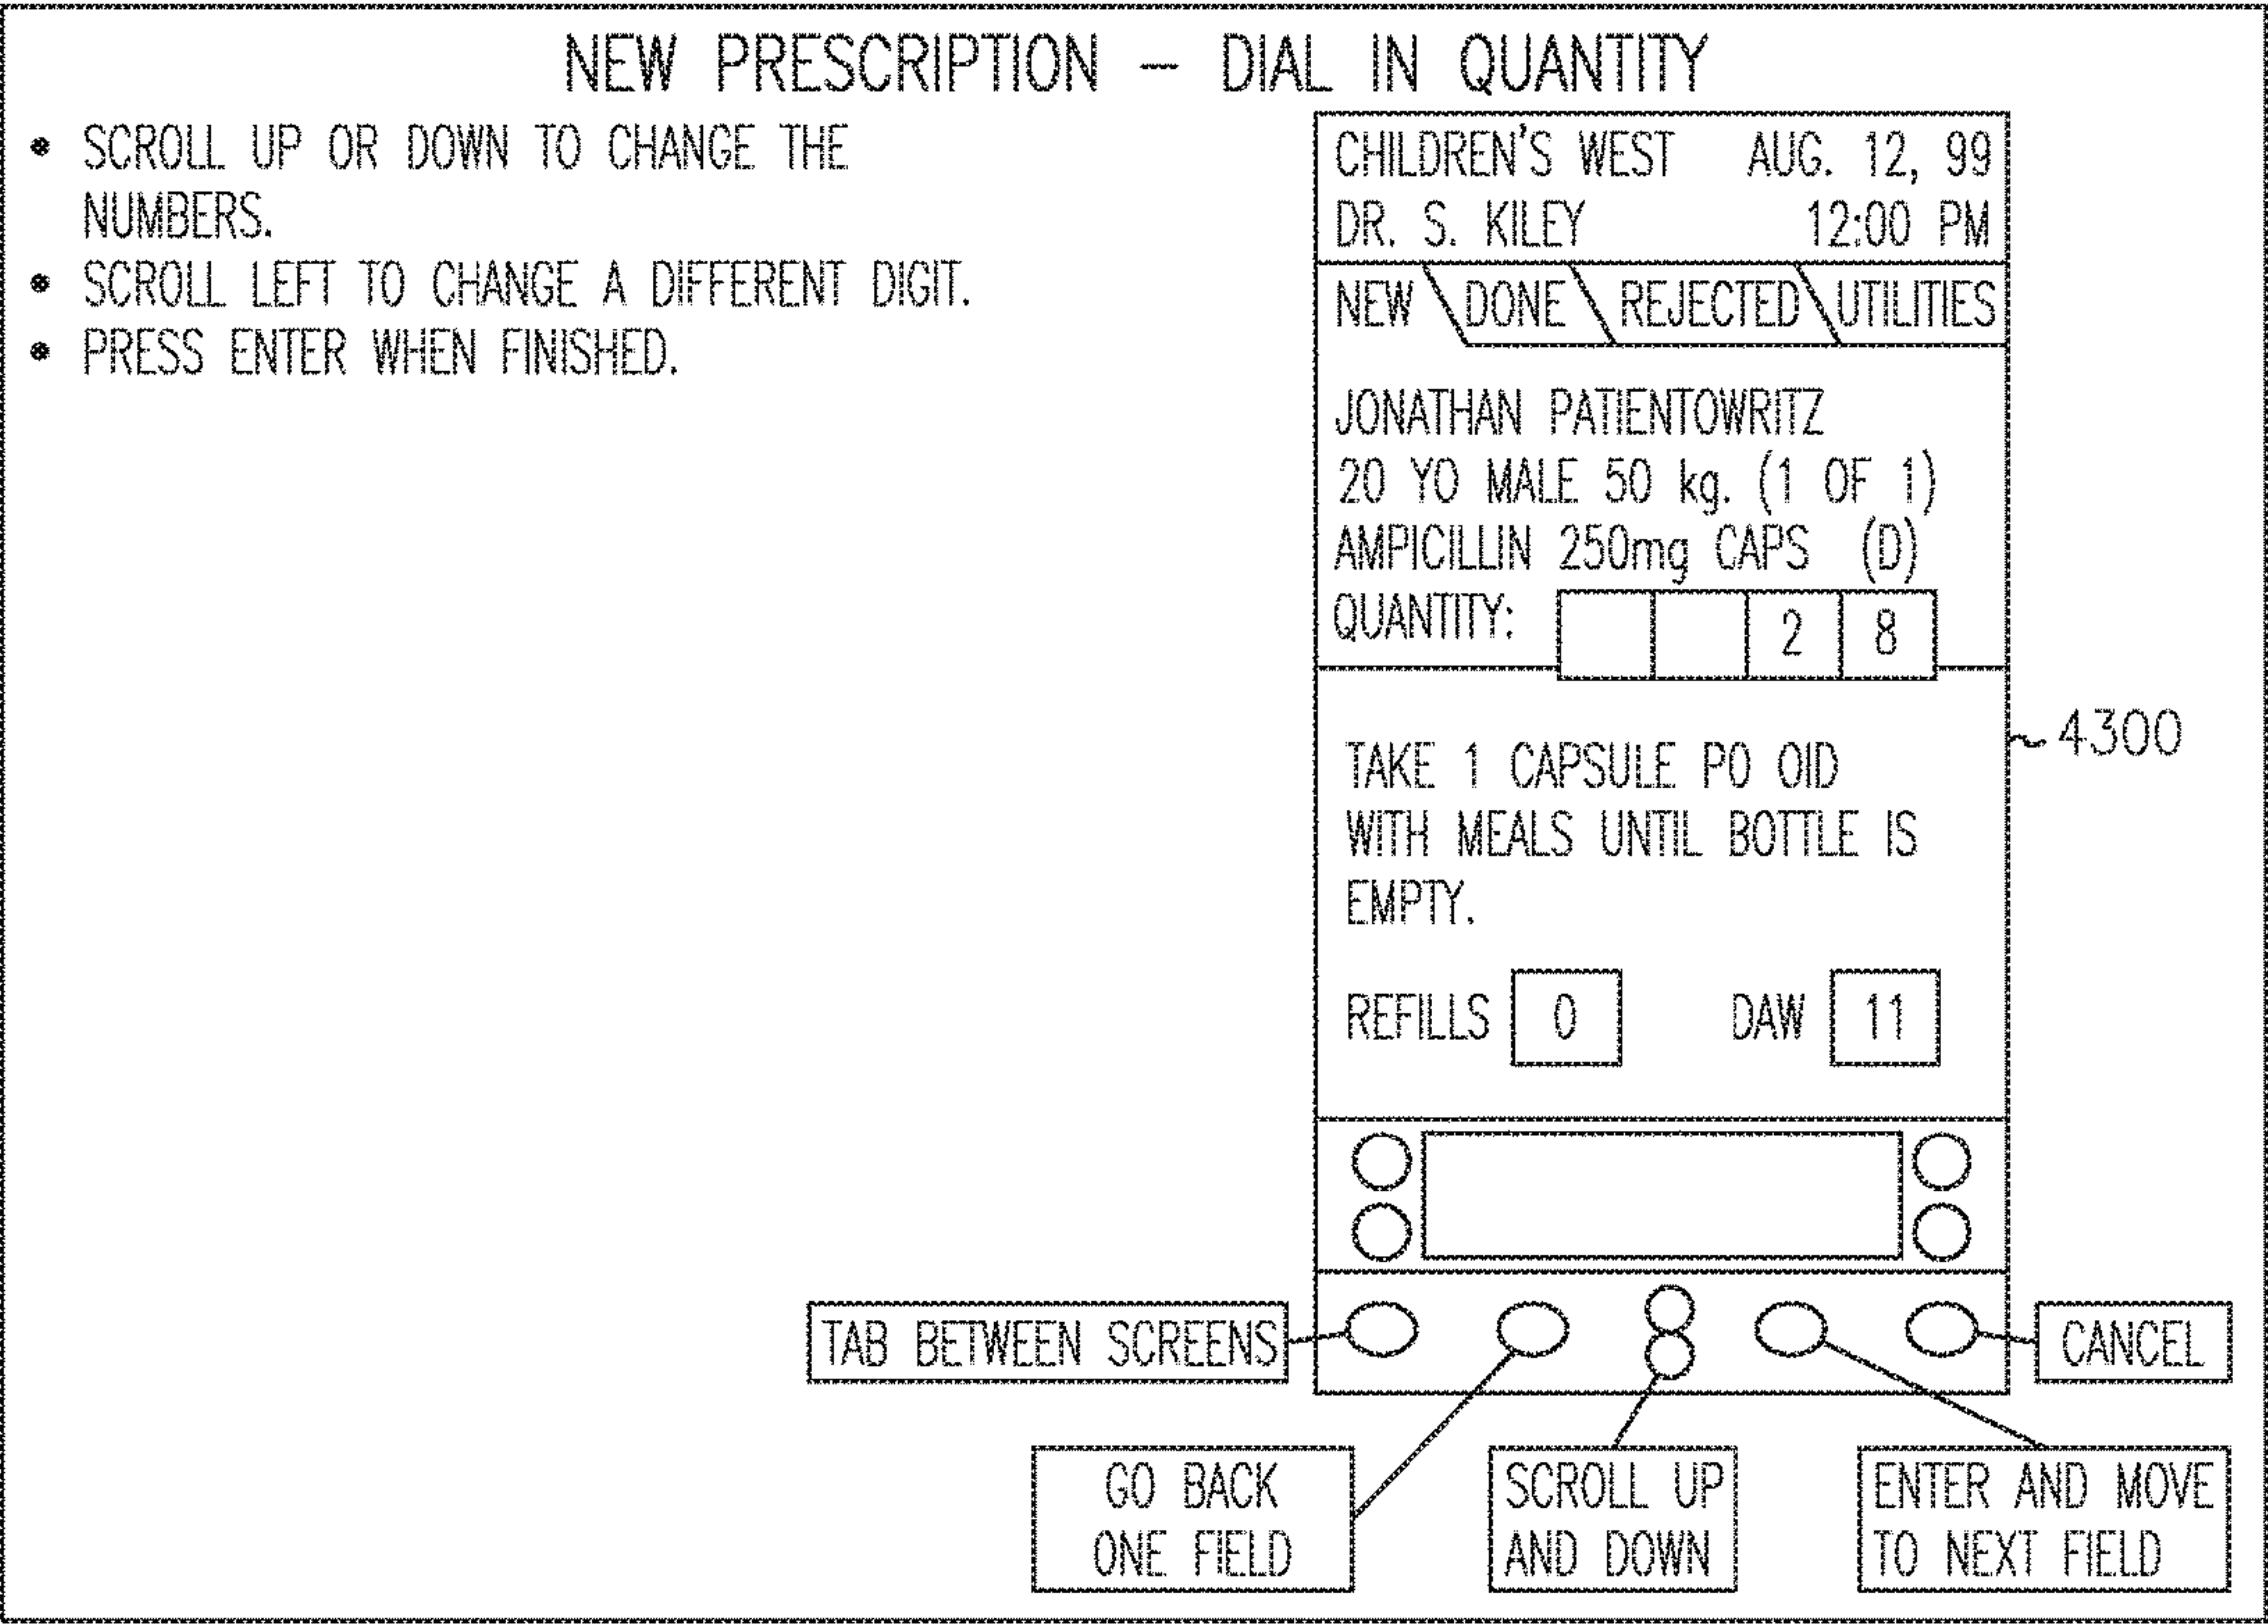 NEW PRESCRIPTION – DIAL IN QUANTITY
• SCROLL UP OR DOWN TO CHANGE THE
NUMBERS.
• SCROLL LEFT TO CHANGE A DIFFERENT DIGIT.
• PRESS ENTER WHEN FINISHED.
CHILDREN'S WEST AUG. 12, 99
DR. S. KILEY 12:00 PM
NEW DONE REJECTED UTILITIES
JONATHAN PATIENTOWRITZ
20 YO MALE 50 kg. (1 OF 1)
AMPICILLIN 250mg CAPS (D)
QUANTITY: 2 8
4300
TAKE 1 CAPSULE PO OID
WITH MEALS UNTIL BOTTLE IS
EMPTY.
REFILLS 0 DAW 11
TAB BETWEEN SCREENS
CANCEL
GO BACK
ONE FIELD
SCROLL UP
AND DOWN
ENTER AND MOVE
TO NEXT FIELD